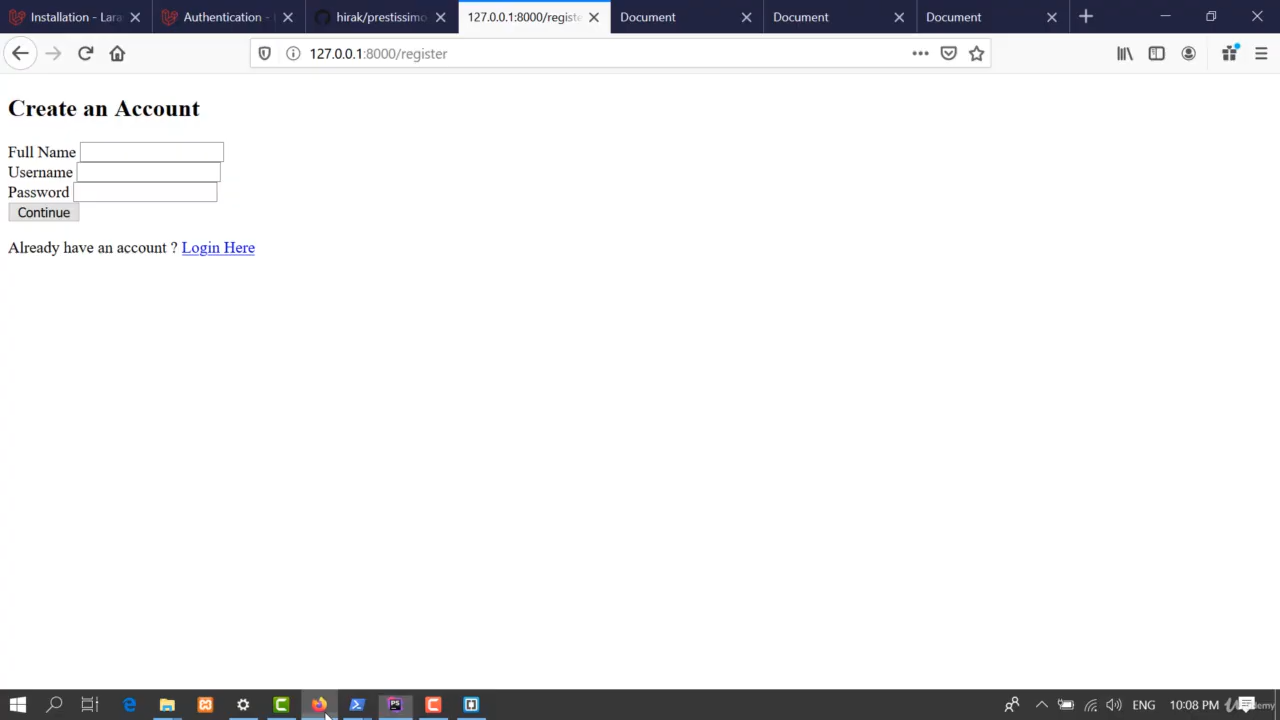 Installation - Lara
Authentication -
hirak/prestissimo
127.0.0.1:8000/registe
Document
Document
Document
127.0.0.1:8000/register
Create an Account
Full Name
Username
Password
Continue
Already have an account ? Login Here
PS
ENG
10:08 PM